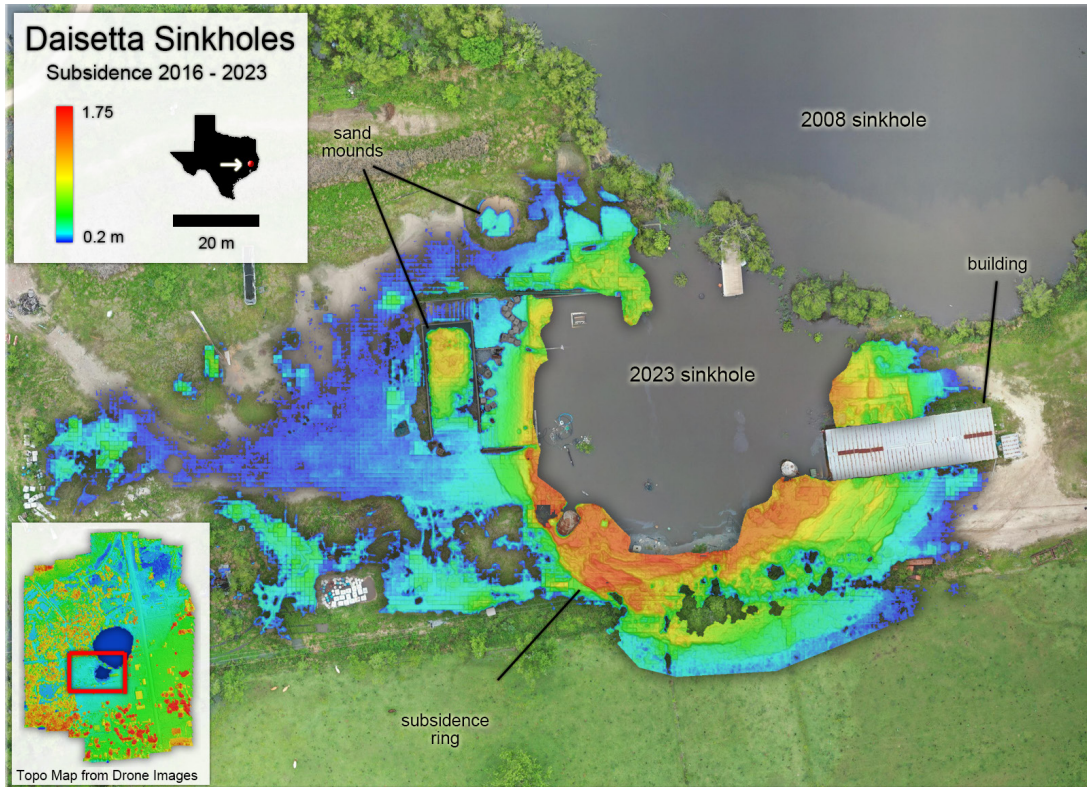 Daisetta Sinkholes
Subsidence 2016 - 2023
1.75
0.2 m
20 m
sand
mounds
2008 sinkhole
building
2023 sinkhole
subsidence
ring
Topo Map from Drone Images